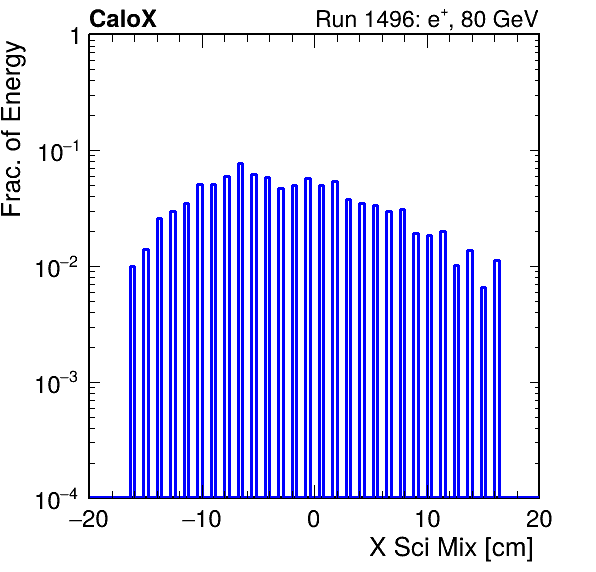 CaloX Run 1496: e⁺, 80 GeV
Frac. of Energy
1
10⁻¹
10⁻²
10⁻³
10⁻⁴
−20 −10 0 10 20
X Sci Mix [cm]